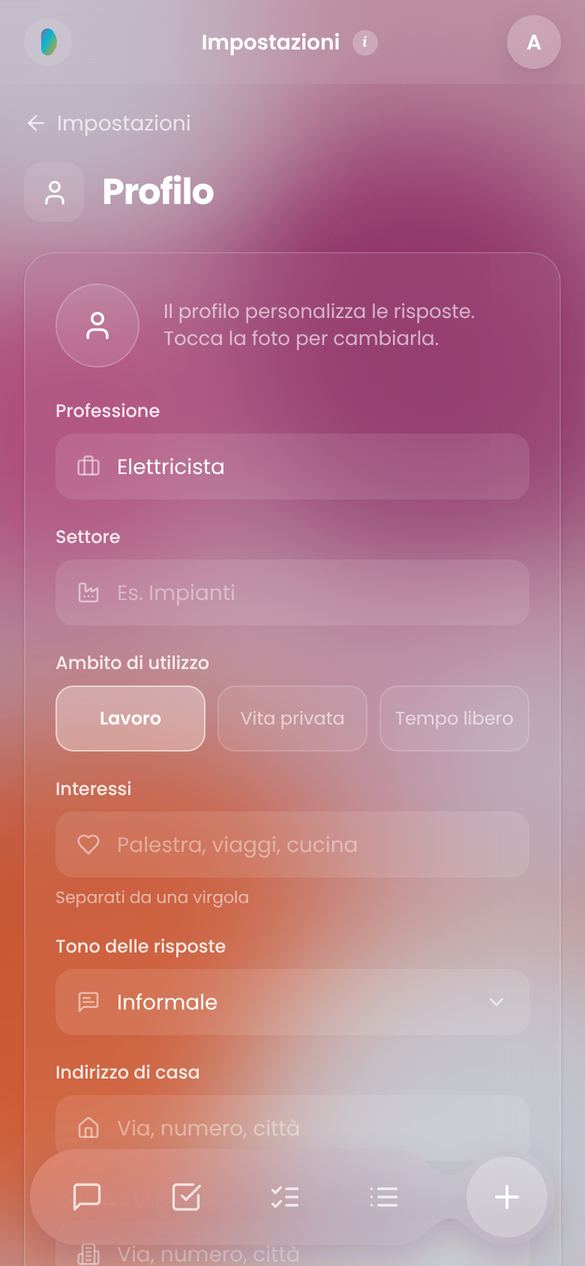 Impostazioni i A
Impostazioni
Profilo
Il profilo personalizza le risposte.
Tocca la foto per cambiarla.
Professione
Elettricista
Settore
Es. Impianti
Ambito di utilizzo
Lavoro Vita privata Tempo libero
Interessi
Palestra, viaggi, cucina
Separati da una virgola
Tono delle risposte
Informale
Indirizzo di casa
Via, numero, città
Via, numero, città